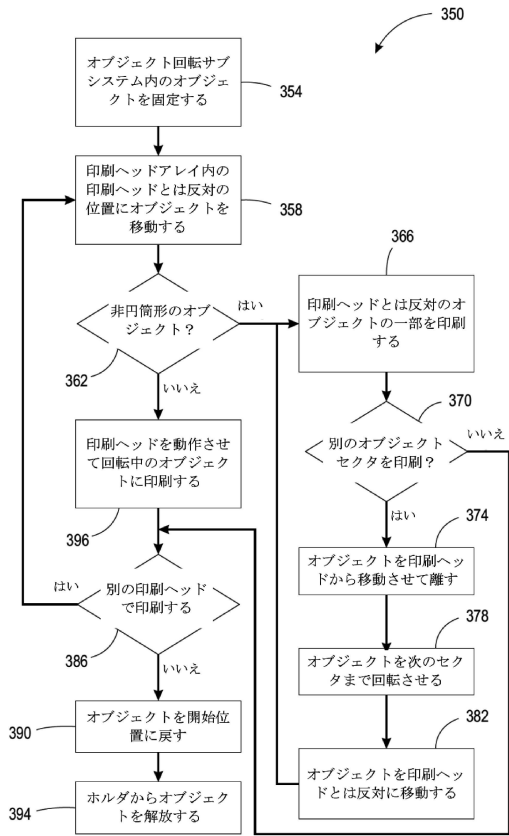 350
オブジェクト回転サブ
システム内のオブジェ
クトを固定する
354
印刷ヘッドアレイ内の
印刷ヘッドとは反対の
位置にオブジェクトを
移動する
358
非円筒形のオブ
ジェクト？
はい
362
いいえ
印刷ヘッドを動作させ
て回転中のオブジェク
トに印刷する
396
はい
別の印刷ヘッド
で印刷する
386
いいえ
390
オブジェクトを開始位
置に戻す
394
ホルダからオブジェク
トを解放する
366
印刷ヘッドとは反対のオ
ブジェクトの一部を印刷
する
370
別のオブジェクト
セクタを印刷？
いいえ
はい
374
オブジェクトを印刷ヘッ
ドから移動させて離す
378
オブジェクトを次のセク
タまで回転させる
382
オブジェクトを印刷ヘッ
ドとは反対に移動する